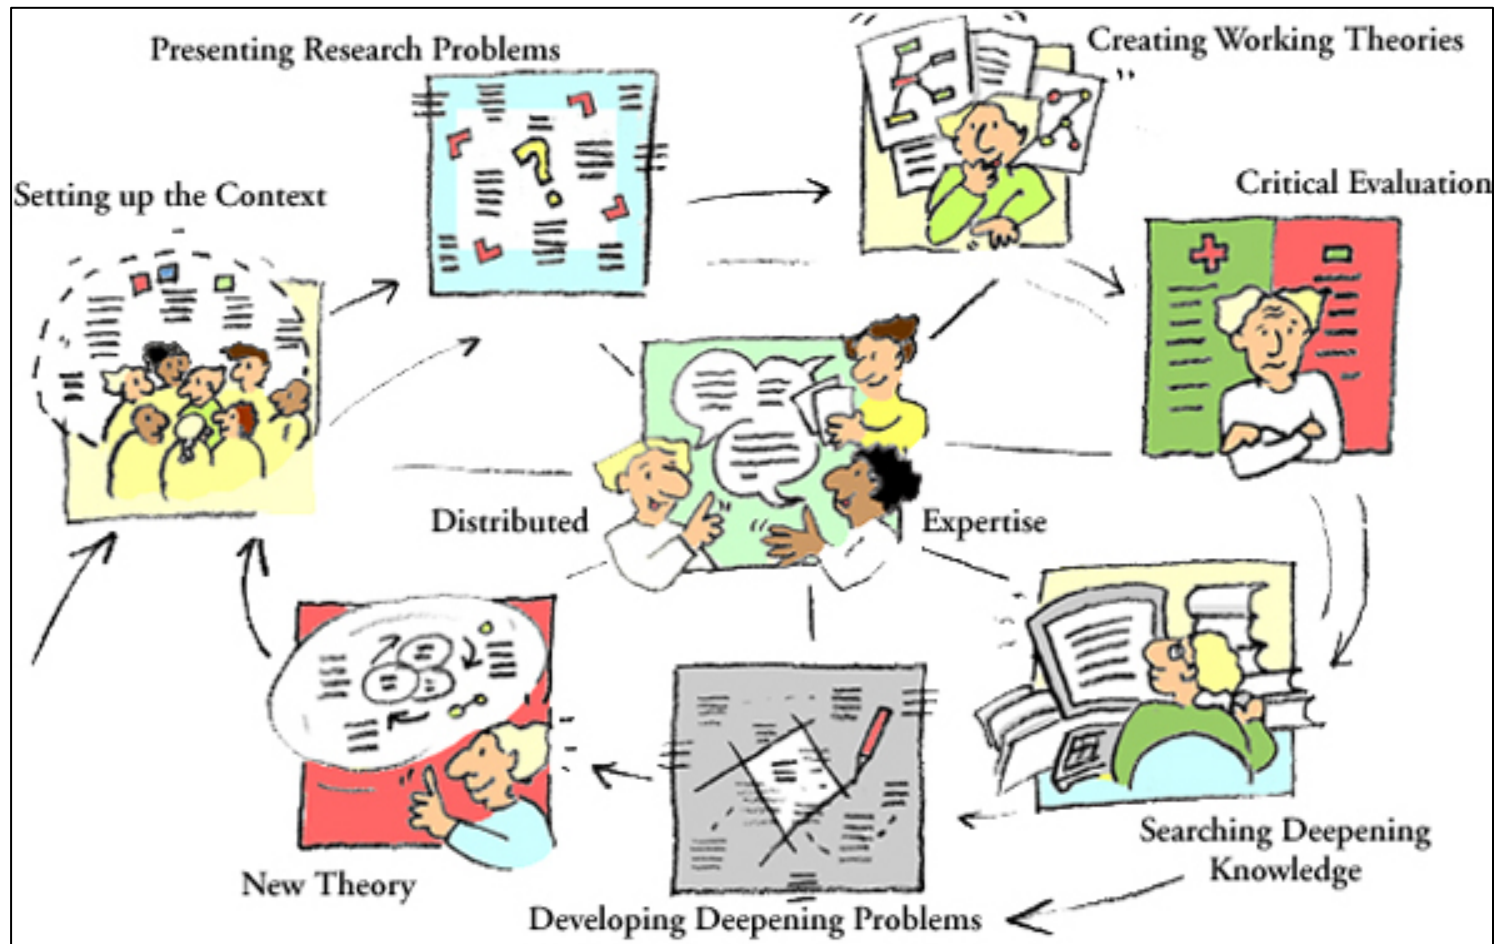 Presenting Research Problems
Creating Working Theories
Setting up the Context
Critical Evaluation
?
Distributed
Expertise
Searching Deepening
Knowledge
New Theory
Developing Deepening Problems